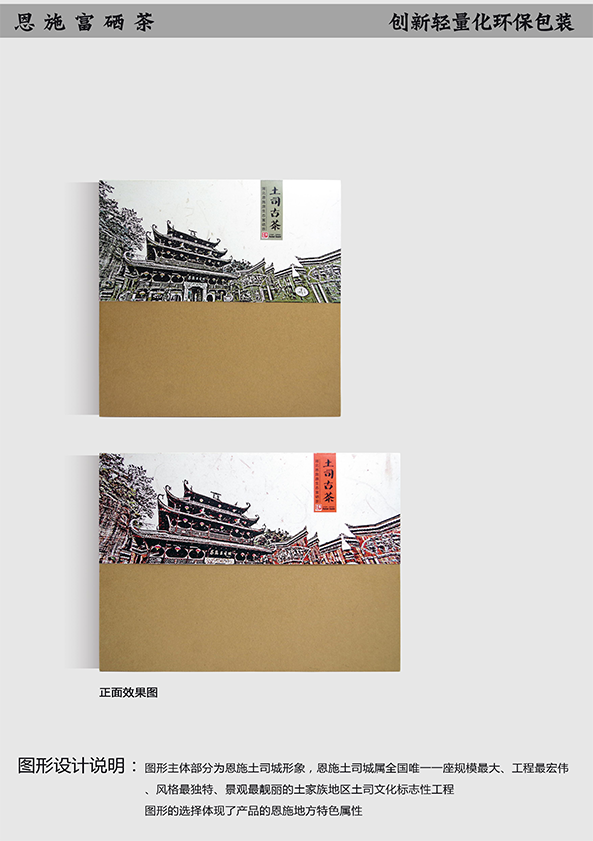 恩施富硒茶
创新轻量化环保包装
土司古茶
土司古茶
正面效果图
图形设计说明：图形主体部分为恩施土司城形象，恩施土司城属全国唯一一座规模最大、工程最宏伟
、风格最独特、景观最靓丽的土家族地区土司文化标志性工程
图形的选择体现了产品的恩施地方特色属性